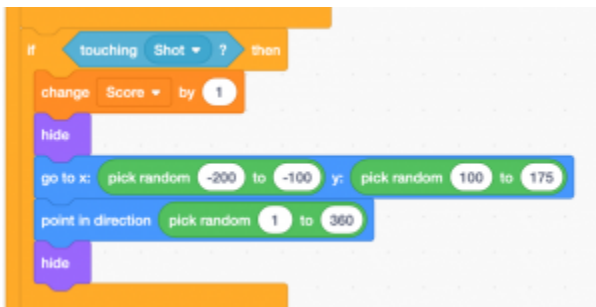 if touching Shot ? then
change Score by 1
hide
go to x: pick random -200 to -100 y: pick random 100 to 175
point in direction pick random 1 to 360
hide